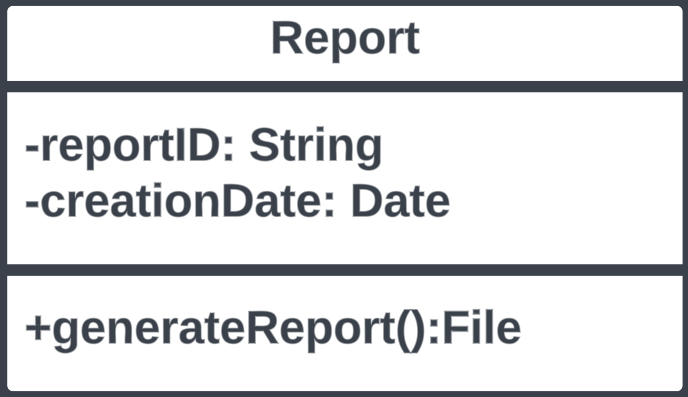 Report
-reportID: String
-creationDate: Date
+generateReport():File